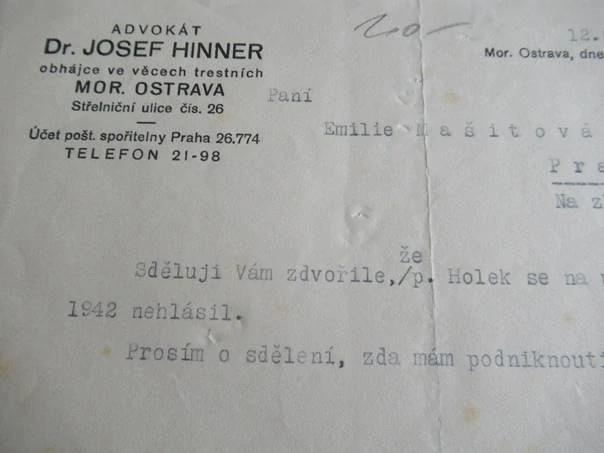 ADVOKÁT
Dr. JOSEF HINNER
obhájce ve věcech trestních
MOR. OSTRAVA
Střelniční ulice čís. 26
Účet pošt. spořitelny Praha 26.774
TELEFON 21-98
20-
12.
Mor. Ostrava, dne
Paní
Emilie Mašitová
Na
že
Sděluji Vám zdvořile,/p. Holek se na
1942 nehlásil.
Prosím o sdělení, zda mám podniknouti